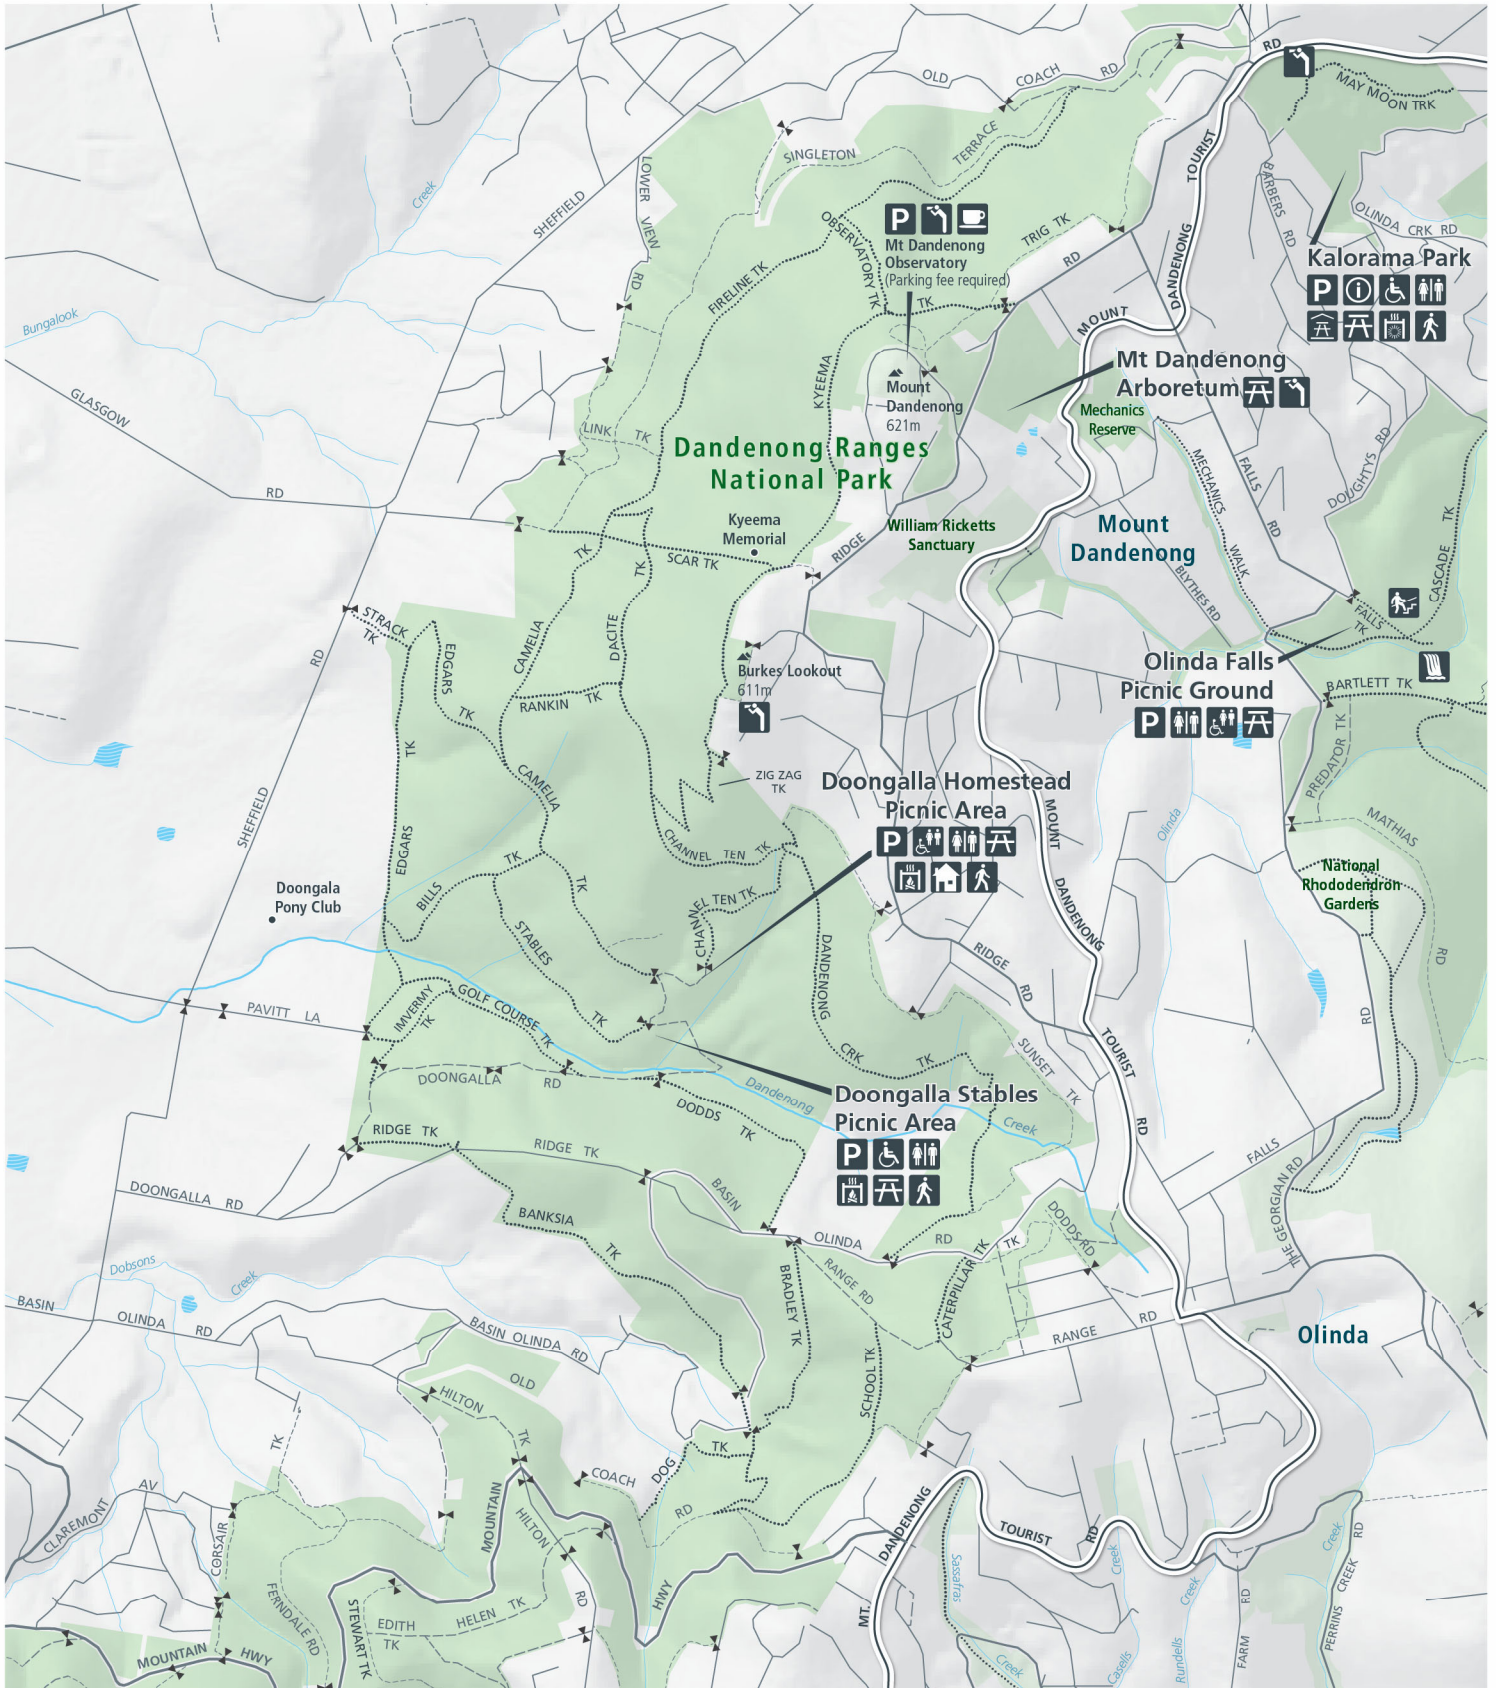 RD
OLD
COACH
RD
MAY MOON TRK
SINGLETON
TERRACE
LOWER VIEW RD
SHEFFIELD
Creek
TOURIST
BARBERS RD
OLINDA CRK RD
P
Mt Dandenong
Observatory
(Parking fee required)
OBSERVATORY TK
TRIG TK
RD
DANDENONG
Kalorama Park
P
FIRELINE TK
TK
MOUNT
Bungalook
GLASGOW
RD
KYEEMA
Mount
Dandenong
621m
Mt Dandenong
Arboretum
Mechanics
Reserve
LINK TK
Dandenong Ranges
National Park
MECHANICS
WALK
FALLS
RD
DOUGHTYS RD
Kyeema
Memorial
William Ricketts
Sanctuary
Mount
Dandenong
RIDGE
SCAR TK
TK
TK
BLYTHES RD
CASCADE TK
STRACK
TK
FALLS
TK
RD
EDGARS
TK
CAMELIA
DACITE
RANKIN TK
Burkes Lookout
611m
Olinda Falls
Picnic Ground
P
BARTLETT TK
PREDATOR TK
TK
EDGARS
SHEFFIELD
CAMELIA
TK
ZIG ZAG
TK
Doongalla Homestead
Picnic Area
P
MOUNT
DANDENONG
Olinda
MATHIAS
RD
National
Rhododendron
Gardens
CHANNEL TEN TK
BILLS
TK
CHANNEL TEN TK
Doongala
Pony Club
STABLES
TK
DANDENONG
CRK
TK
RIDGE
RD
RD
PAVITT LA
IMVERMY
TK
GOLF COURSE
TK
SUNSET
TK
TOURIST
RD
DOONGALLA
RD
DODDS
TK
Dandenong
Creek
Doongalla Stables
Picnic Area
P
RIDGE TK
RIDGE TK
DOONGALLA RD
BANKSIA
TK
BASIN
OLINDA
RD
FALLS
THE GEORGIAN RD
DODDS RD
TK
CATERPILLAR TK
RANGE RD
BRADLEY TK
Dobsons
Creek
BASIN
OLINDA
RD
BASIN OLINDA RD
RANGE
RD
Olinda
SCHOOL TK
OLD
HILTON
TK
TK
TK
DOG
COACH
RD
AV
CLAREMONT
CORSAIR
MOUNTAIN
HILTON
RD
HWY
DANDENONG
MT.
TOURIST
RD
Sassafras
Creek
Creek
Casells
Creek
Rundells
FARM
RD
Creek
PERRINS CREEK RD
FERNDALE RD
STEWART TK
EDITH
TK
HELEN TK
MOUNTAIN
HWY